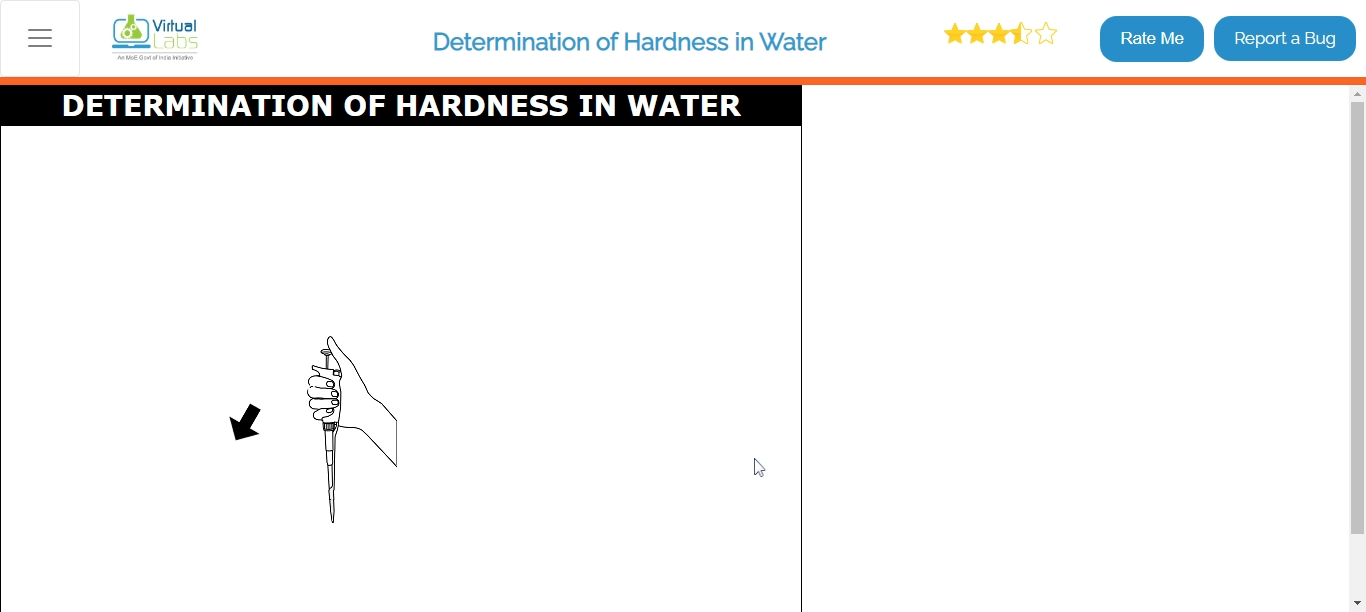 Virtual
Labs
An MoE Govt of India Initiative
Determination of Hardness in Water
Rate Me
Report a Bug
DETERMINATION OF HARDNESS IN WATER